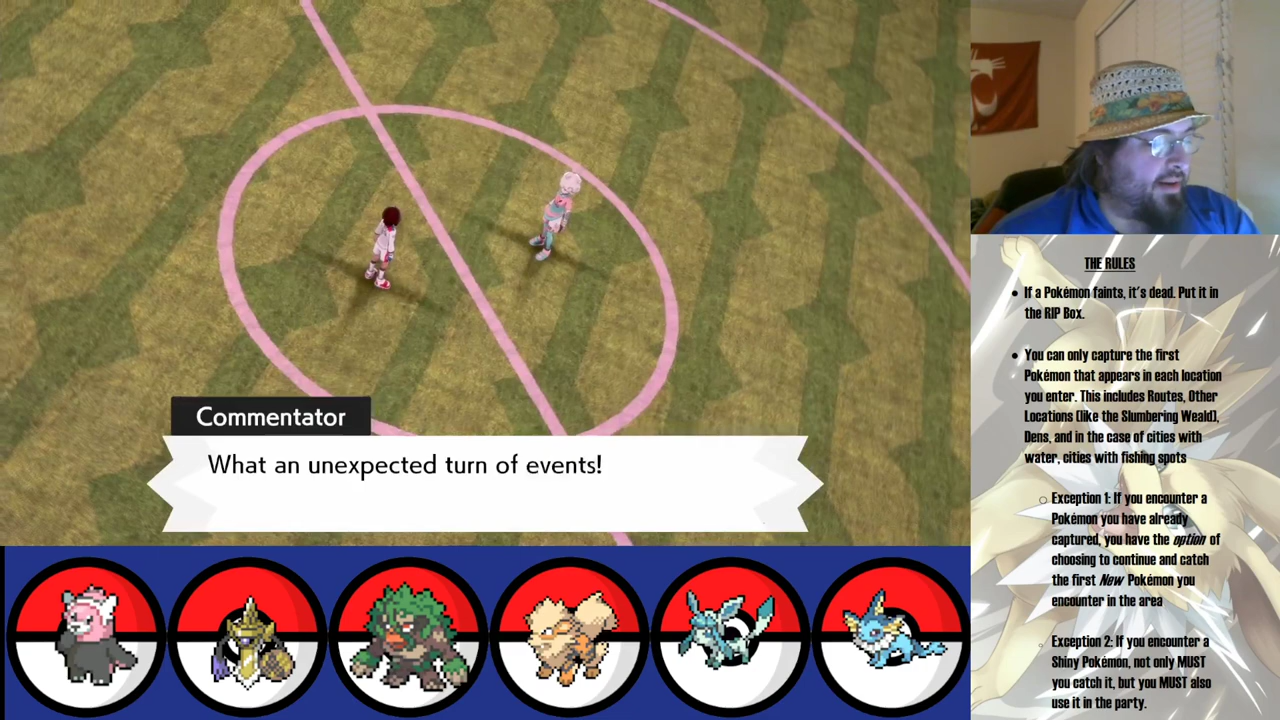 Commentator
What an unexpected turn of events!
THE RULES
• If a Pokémon faints, it's dead. Put it in
the RIP Box.
• You can only capture the first
Pokémon that appears in each location
you enter. This includes Routes, Other
Locations (like the Slumbering Weald),
Dens, and in the case of cities with
water, cities with fishing spots
○ Exception 1: If you encounter a
Pokémon you have already
captured, you have the option of
choosing to continue and catch
the first New Pokémon you
encounter in the area
○ Exception 2: If you encounter a
Shiny Pokémon, not only MUST
you catch it, but you MUST also
use it in the party.